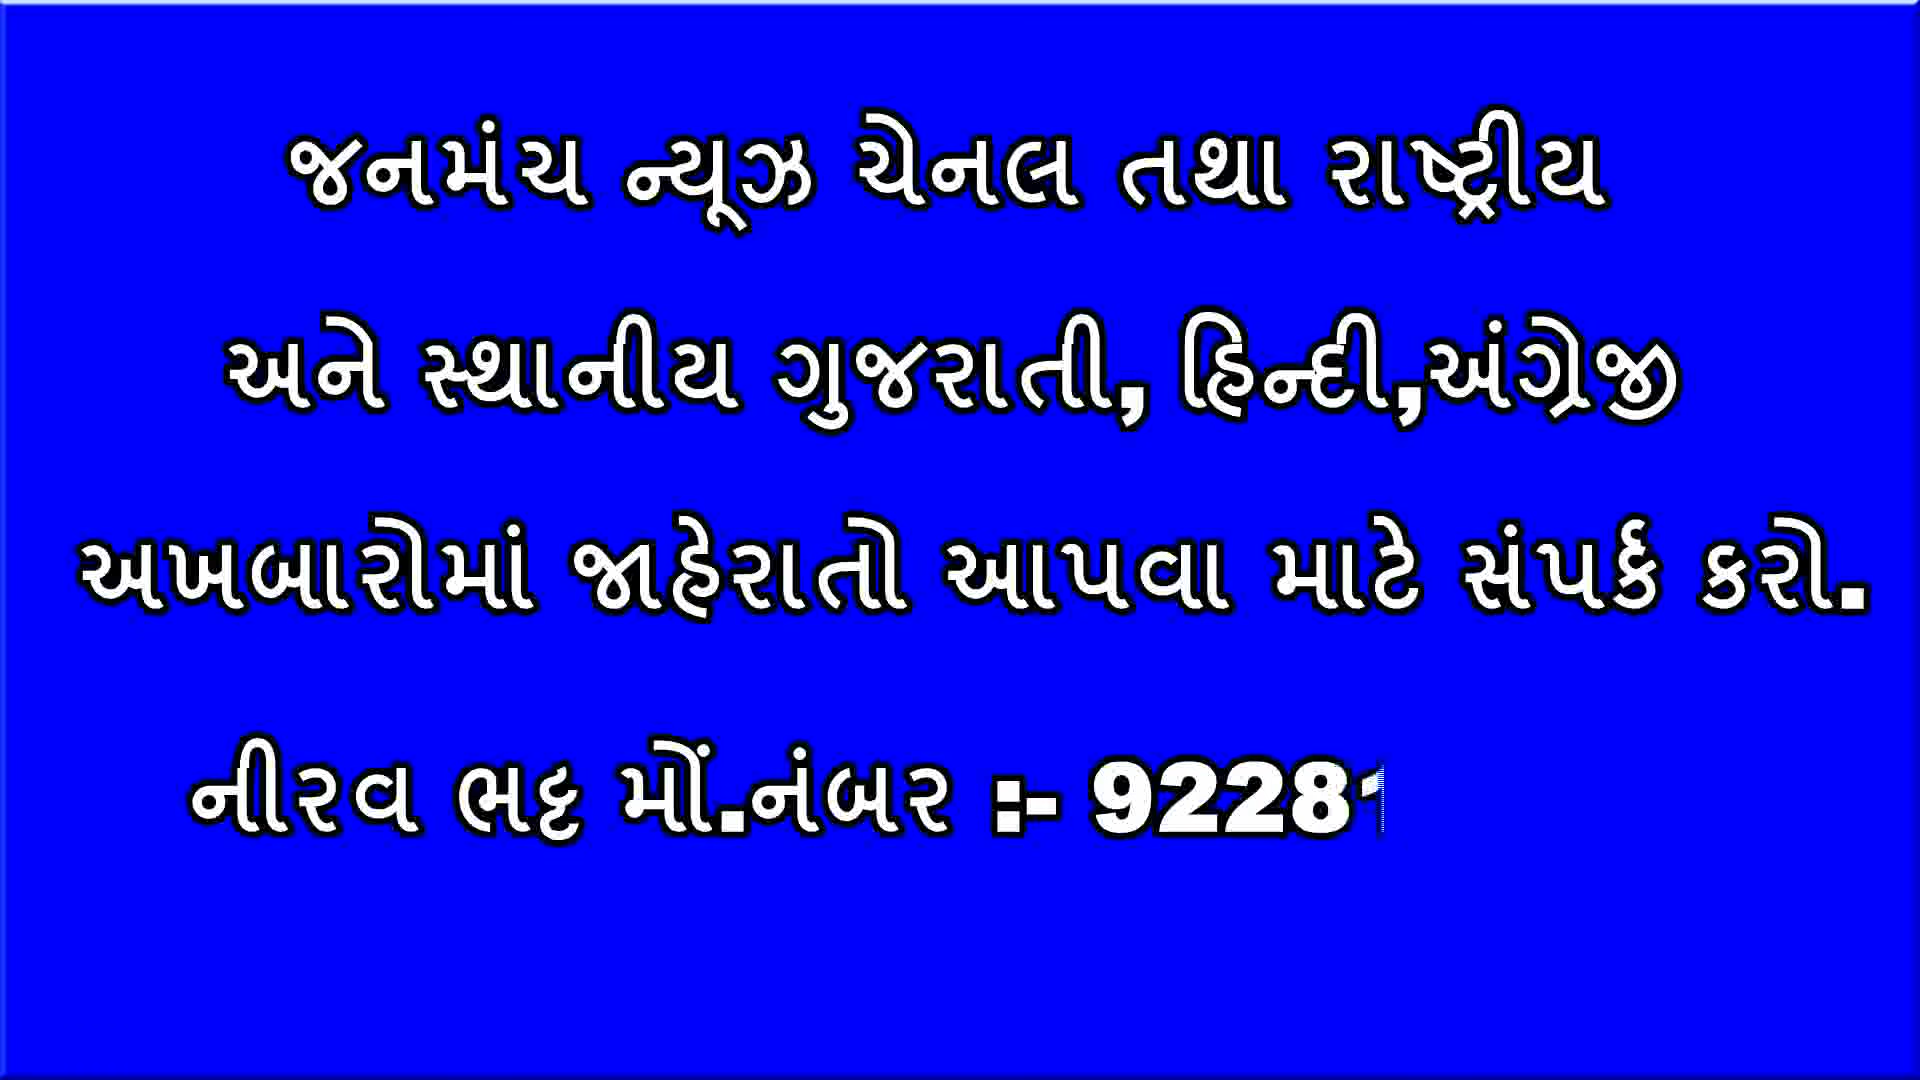 જનમંચ ન્યૂઝ ચેનલ તથા રાષ્ટ્રીય
અને સ્થાનીય ગુજરાતી, હિન્દી,અંગ્રેજી
અખબારોમાં જાહેરાતો આપવા માટે સંપર્ક કરો.
નીરવ ભટ્ટ મોં.નંબર :- 9228